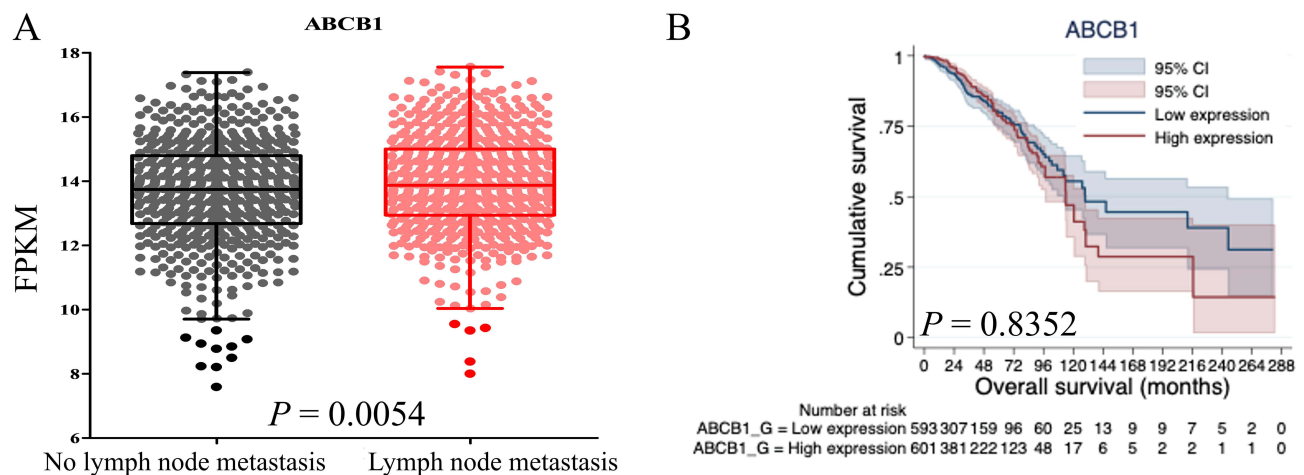 A
ABCB1
18
16
14
12
10
8
6
FPKM
P = 0.0054
No lymph node metastasis
Lymph node metastasis
B
ABCB1
1
.75
.5
.25
0
Cumulative survival
95% CI
95% CI
Low expression
High expression
P = 0.8352
0 24 48 72 96 120 144 168 192 216 240 264 288
Overall survival (months)
Number at risk
ABCB1_G = Low expression 593 307 159 96 60 25 13 9 9 7 5 2 0
ABCB1_G = High expression 601 381 222 123 48 17 6 5 2 2 1 1 0